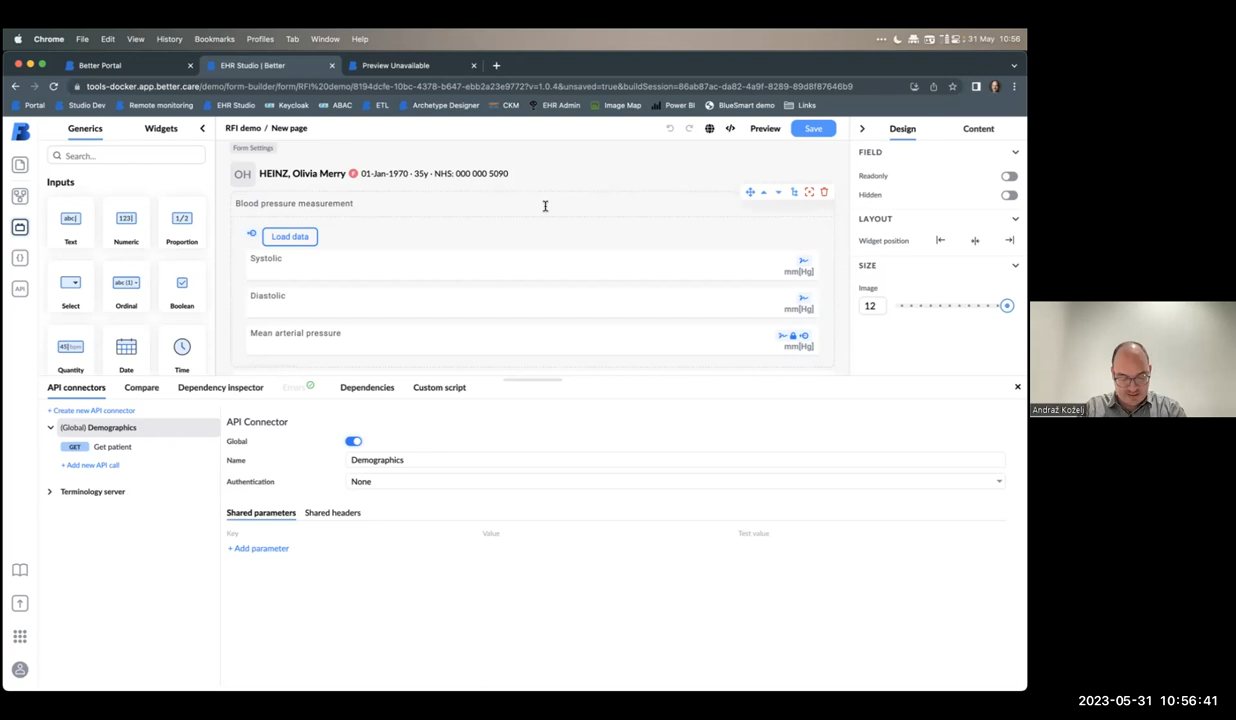 Chrome File Edit View History Bookmarks Profiles Tab Window Help
31 May 10:56
Better Portal
EHR Studio | Better
Preview Unavailable
tools-docker.app.better.care/demo/form-builder/form/RFI%20demo/8194dcfe-10bc-4378-b647-ebb2a23e9772?v=1.0.4&unsaved=true&buildSession=86ab87ac-da82-4a9f-8289-89d8f87646b9
Portal Studio Dev Remote monitoring EHR Studio Keycloak ABAC ETL Archetype Designer CKM EHR Admin Image Map Power BI BlueSmart demo Links
Generics Widgets
RFI demo / New page
Preview Save
Design Content
Search...
Form Settings
FIELD
OH HEINZ, Olivia Merry 01-Jan-1970 · 35y · NHS: 000 000 5090
Readonly
Inputs
Hidden
Blood pressure measurement
abc| 123| 1/2
LAYOUT
Text Numeric Proportion
Load data
Widget position
Systolic
mm[Hg]
SIZE
abc (1)
Image
Select Ordinal Boolean
Diastolic
mm[Hg]
12
Mean arterial pressure
mm[Hg]
45| bpm
Quantity Date Time
API connectors Compare Dependency inspector Errors Dependencies Custom script
+ Create new API connector
(Global) Demographics
GET Get patient
+ Add new API call
Terminology server
API Connector
Global
Name Demographics
Authentication None
Shared parameters Shared headers
Key Value Test value
+ Add parameter
API
Andraž Koželj
2023-05-31 10:56:41